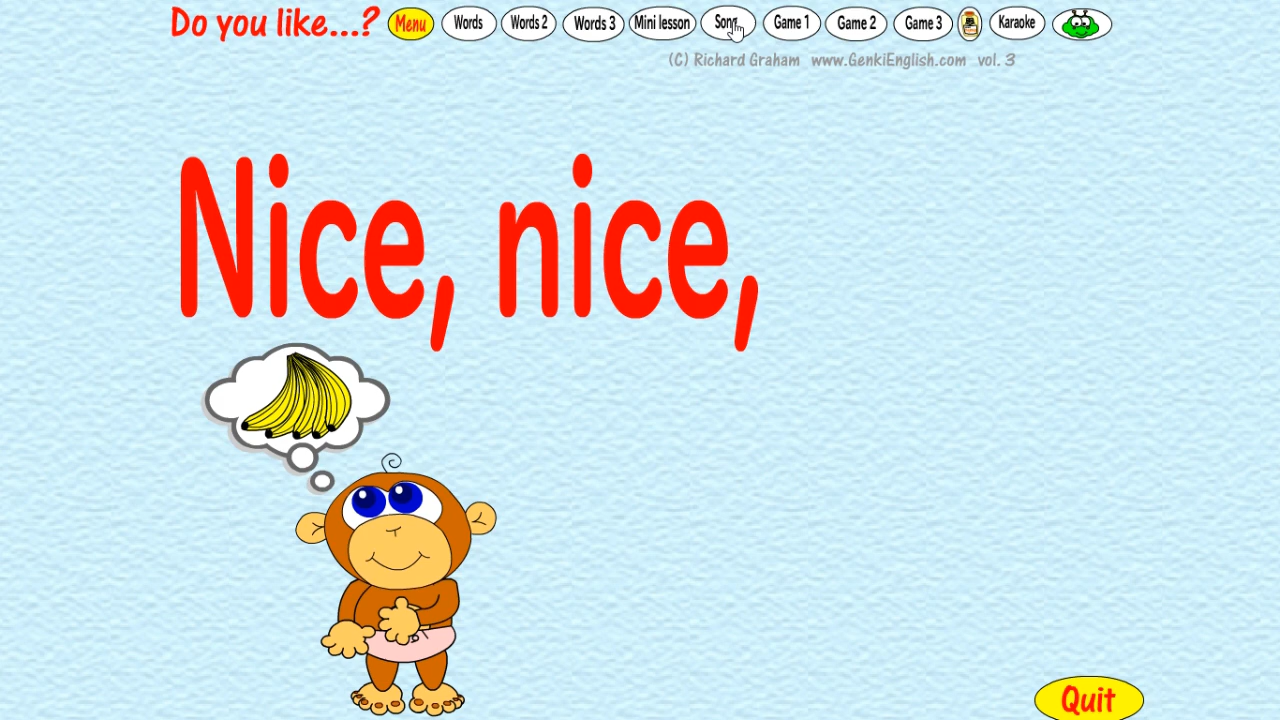 Do you like...? Menu Words Words 2 Words 3 Mini lesson Song Game 1 Game 2 Game 3 Karaoke
(C) Richard Graham www.GenkiEnglish.com vol. 3
Nice, nice,
Quit